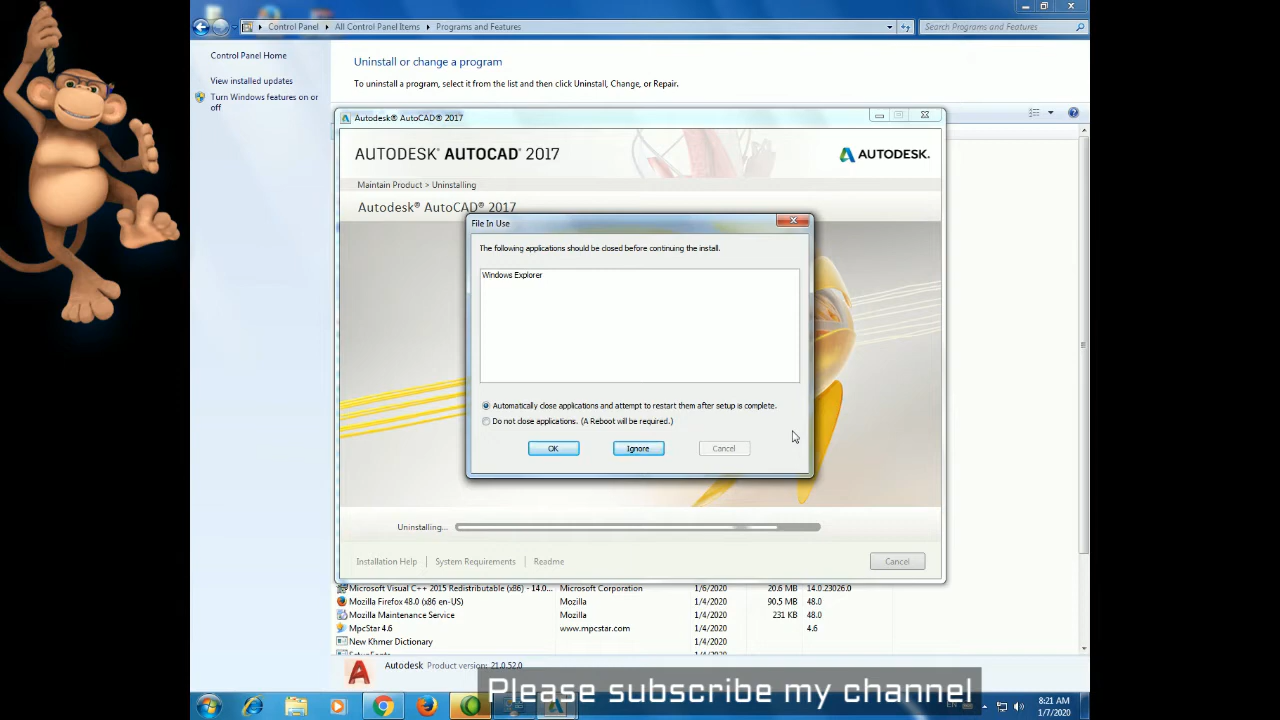 Control Panel ▸ All Control Panel Items ▸ Programs and Features
Search Programs and Features
Control Panel Home
View installed updates
Turn Windows features on or
off
Uninstall or change a program
To uninstall a program, select it from the list and then click Uninstall, Change, or Repair.
Autodesk® AutoCAD® 2017
AUTODESK® AUTOCAD® 2017
AUTODESK.
Maintain Product > Uninstalling
Autodesk® AutoCAD® 2017
File In Use
The following applications should be closed before continuing the install.
Windows Explorer
Automatically close applications and attempt to restart them after setup is complete.
Do not close applications. (A Reboot will be required.)
OK Ignore Cancel
Uninstalling...
Installation Help System Requirements Readme Cancel
Microsoft Visual C++ 2015 Redistributable (x86) - 14.0... Microsoft Corporation 1/6/2020 20.6 MB 14.0.23026.0
Mozilla Firefox 48.0 (x86 en-US) Mozilla 1/4/2020 90.5 MB 48.0
Mozilla Maintenance Service Mozilla 1/4/2020 231 KB 48.0
MpcStar 4.6 www.mpcstar.com 1/4/2020 4.6
New Khmer Dictionary 1/4/2020
Autodesk Product version: 21.0.52.0
Please subscribe my channel
EN
8:21 AM
1/7/2020